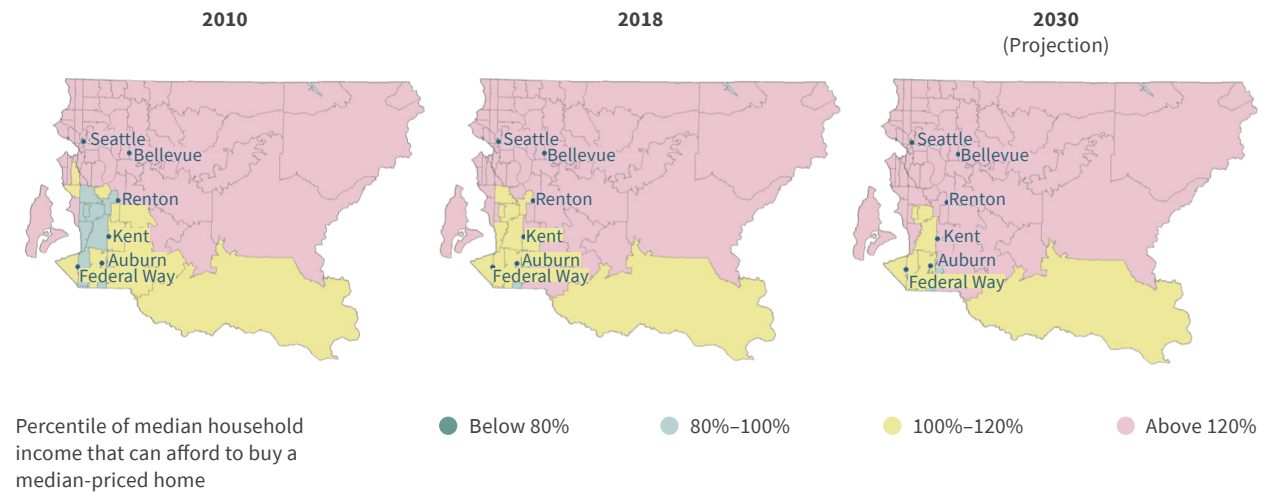 2010
2018
2030
(Projection)
Seattle
Bellevue
Renton
Kent
Auburn
Federal Way
Seattle
Bellevue
Renton
Kent
Auburn
Federal Way
Seattle
Bellevue
Renton
Kent
Auburn
Federal Way
Percentile of median household
income that can afford to buy a
median-priced home
Below 80%
80%–100%
100%–120%
Above 120%